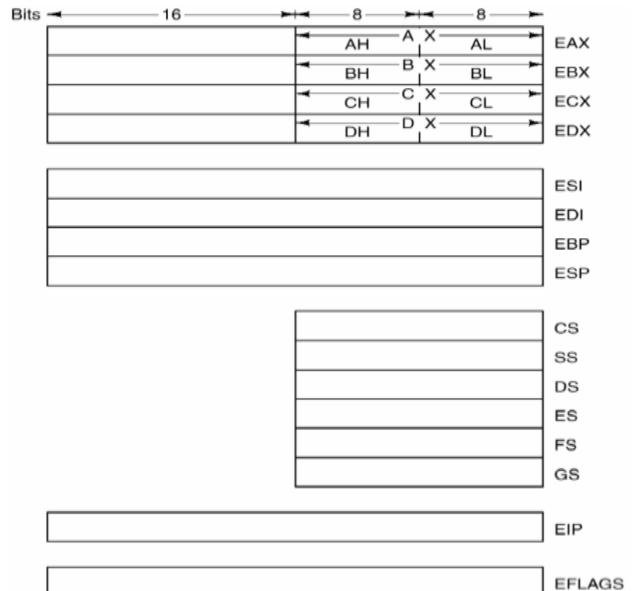 Bits 16 8 8
A X
AH AL EAX
B X
BH BL EBX
C X
CH CL ECX
D X
DH DL EDX
ESI
EDI
EBP
ESP
CS
SS
DS
ES
FS
GS
EIP
EFLAGS